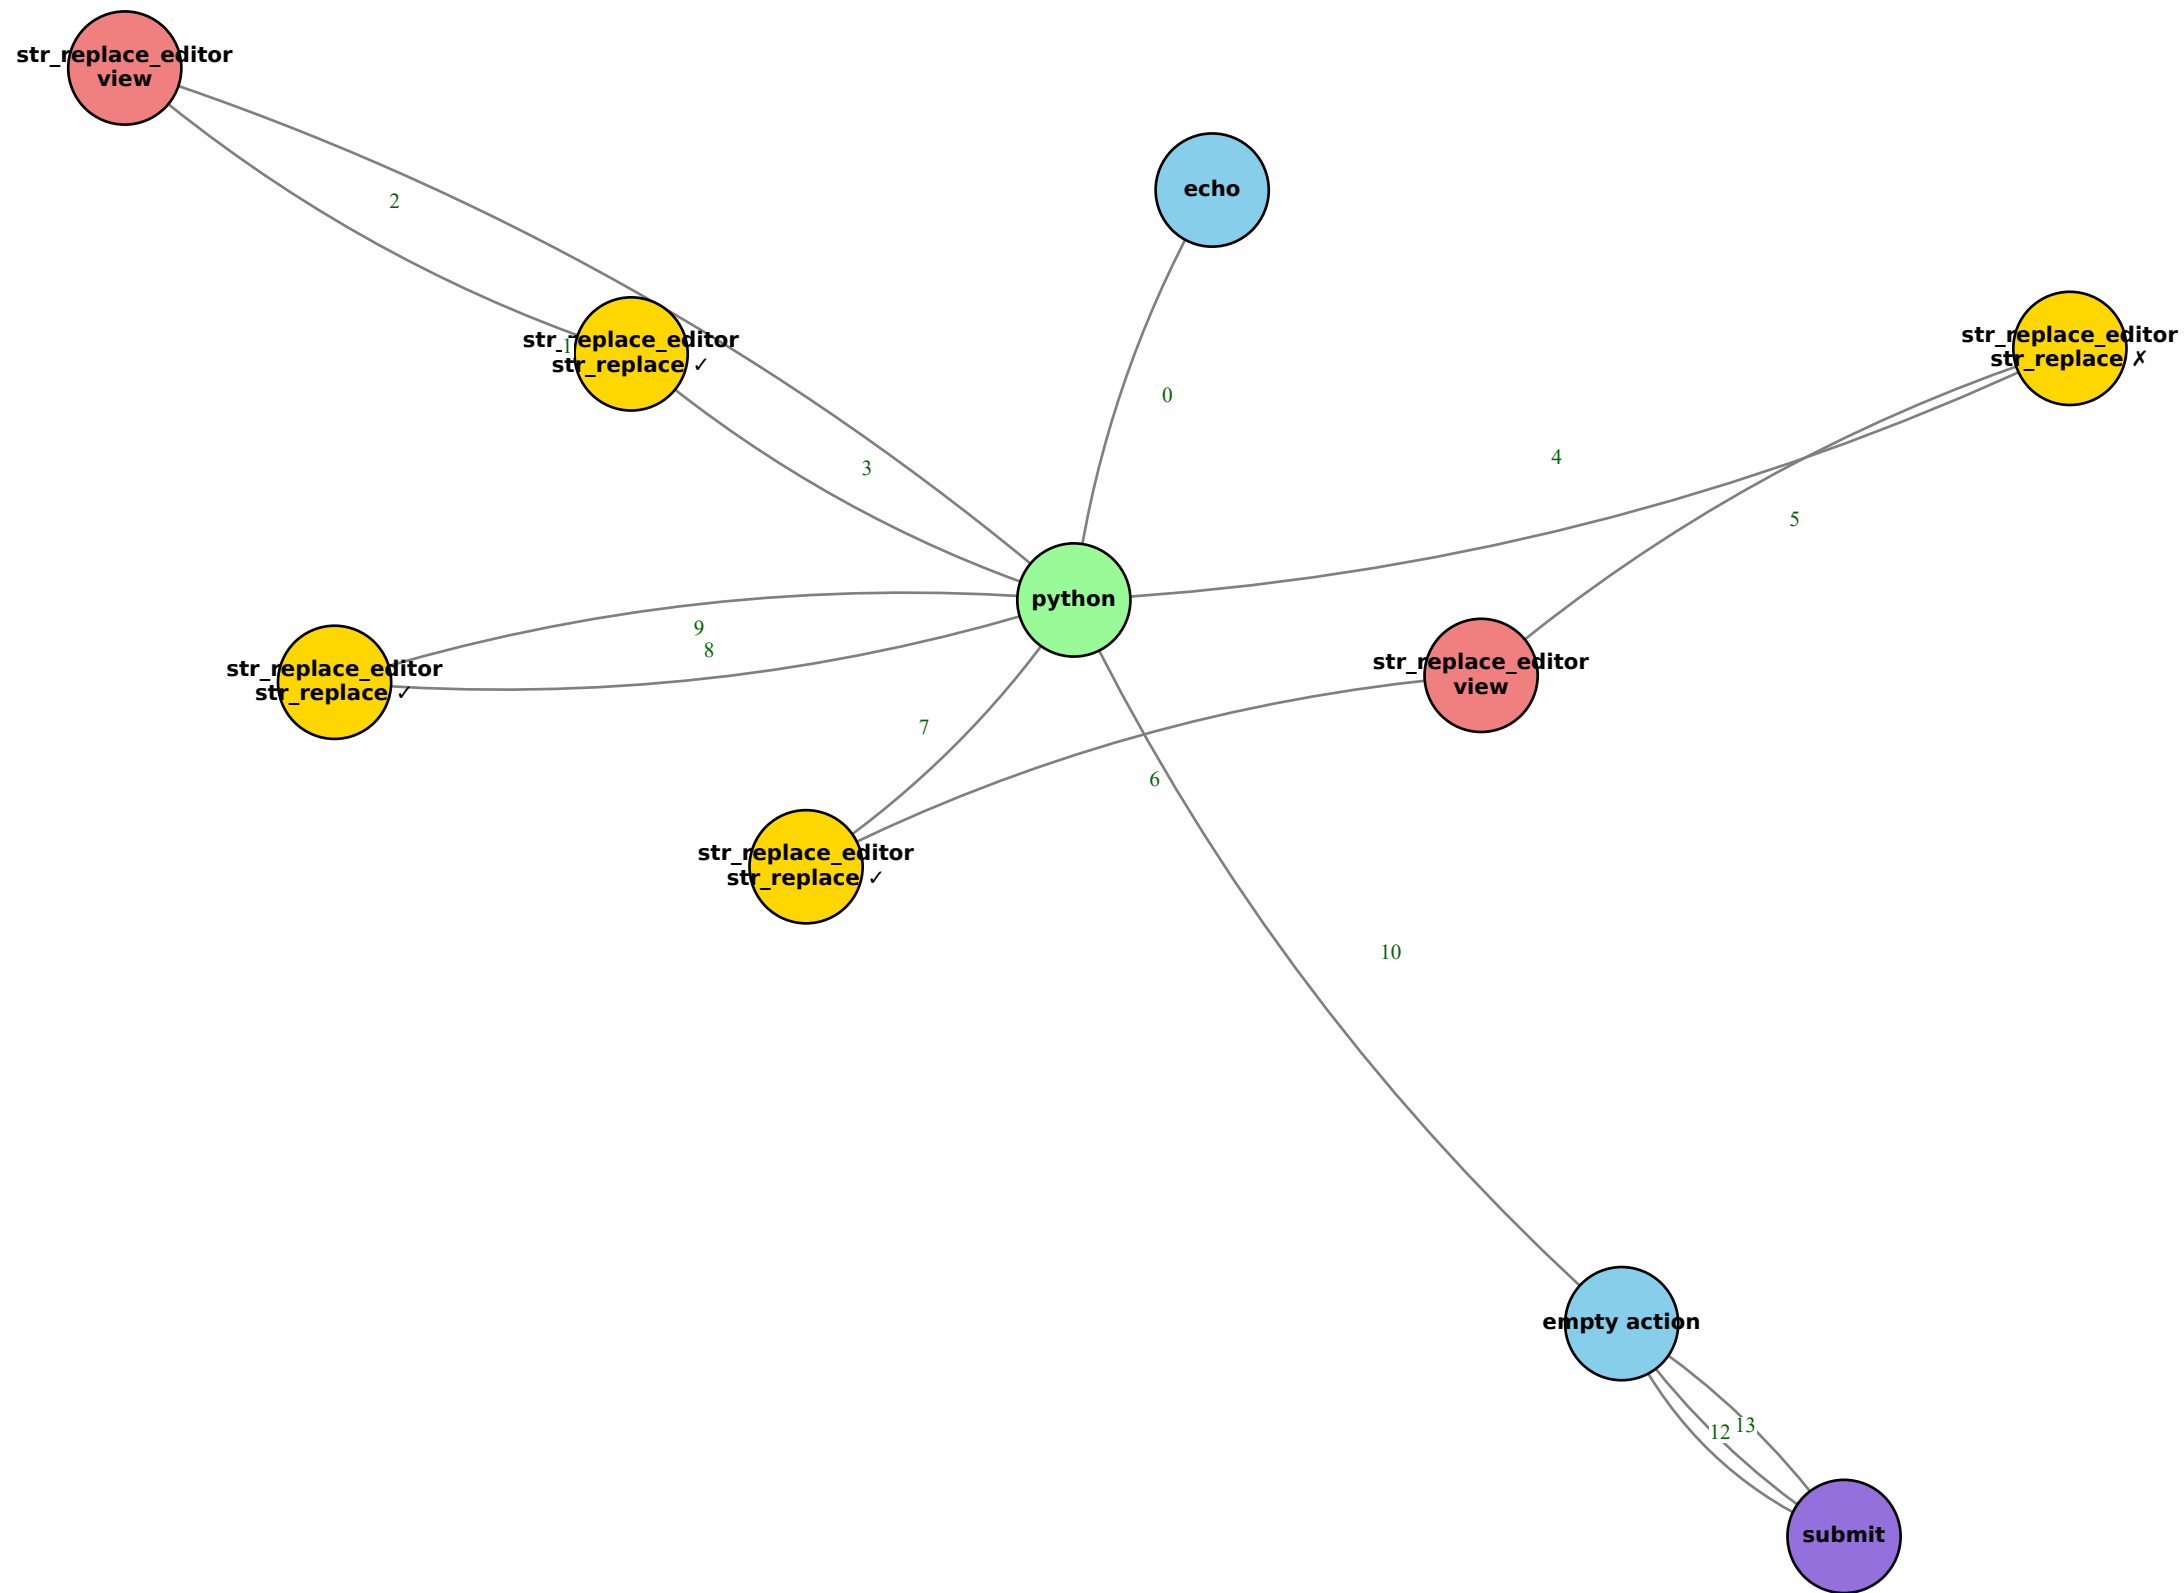 str_replace_editor
view
2
echo
str_replace_editor
str_replace ✓
1
str_replace_editor
str_replace ✗
0
3
4
5
python
9
8
str_replace_editor
str_replace ✓
str_replace_editor
view
7
6
str_replace_editor
str_replace ✓
10
empty action
12
13
submit